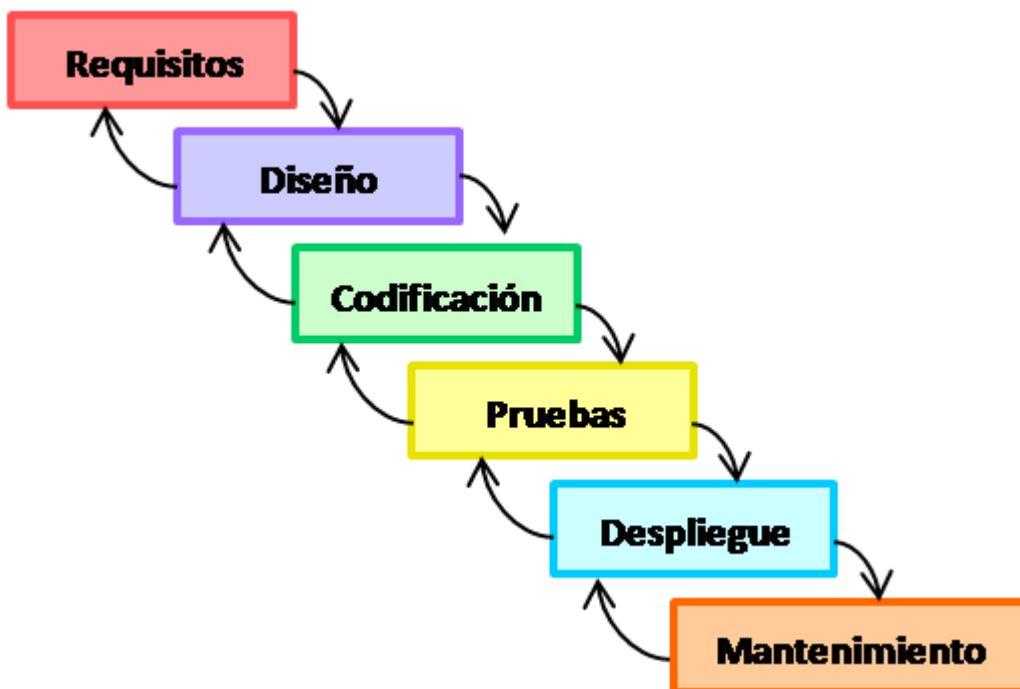 Requisitos
Diseño
Codificación
Pruebas
Despliegue
Mantenimiento